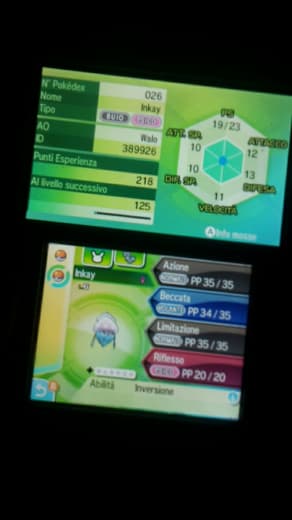 N° Pokédex 026
Nome Inkay
Tipo BUIO PSICO
AO Walo
ID 389926
Punti Esperienza
218
Al livello successivo
125
PS
19/23
ATT. SP.
10
ATTACCO
12
DIF. SP.
10
DIFESA
13
VELOCITÀ
11
A Info mosse
Inkay
Azione
PP 35/35
Beccata
VOLANTE PP 34/35
Limitazione
PP 35/35
Riflesso
PSICO PP 20/20
Abilità Inversione